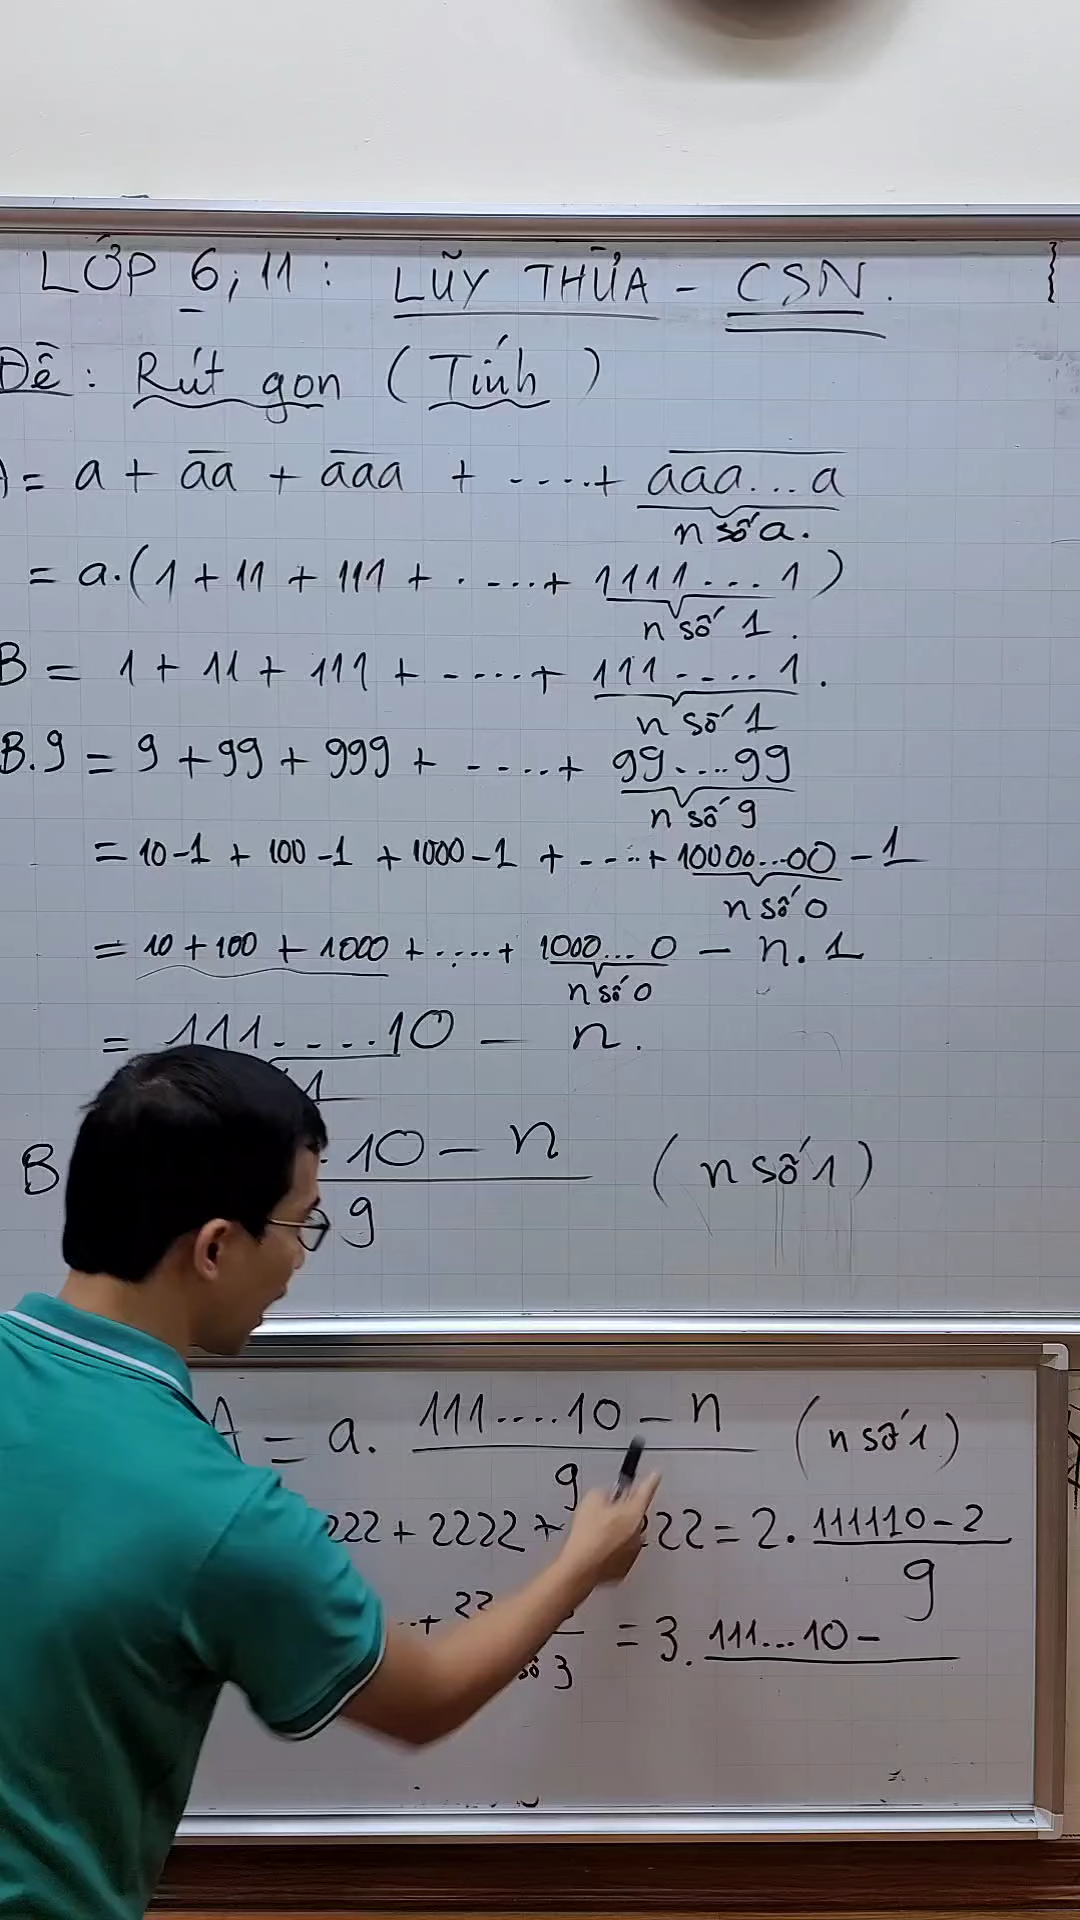 LỚP 6; 11 : LŨY THỪA - CSN.
Đề : Rút gọn ( Tính )
A = a + aa + aaa + ....+ aaa...a
n số a.
= a.(1 + 11 + 111 + ....+ 1111...1)
n số 1.
B = 1 + 11 + 111 + ....+ 111....1.
n số 1
B.9 = 9 + 99 + 999 + ....+ 99...99
n số 9
= 10-1 + 100-1 + 1000-1 + ....+ 10000...00 - 1
n số 0
= 10 + 100 + 1000 + ....+ 1000...0 - n.1
n số 0
= 111....10 - n.
1
B 10 - n ( n số 1 )
9
A = a. 111....10 - n ( n số 1 )
9
222 + 2222 + 222 = 2. 111110 - 2
9
..+ = 3. 111...10 -
số 3